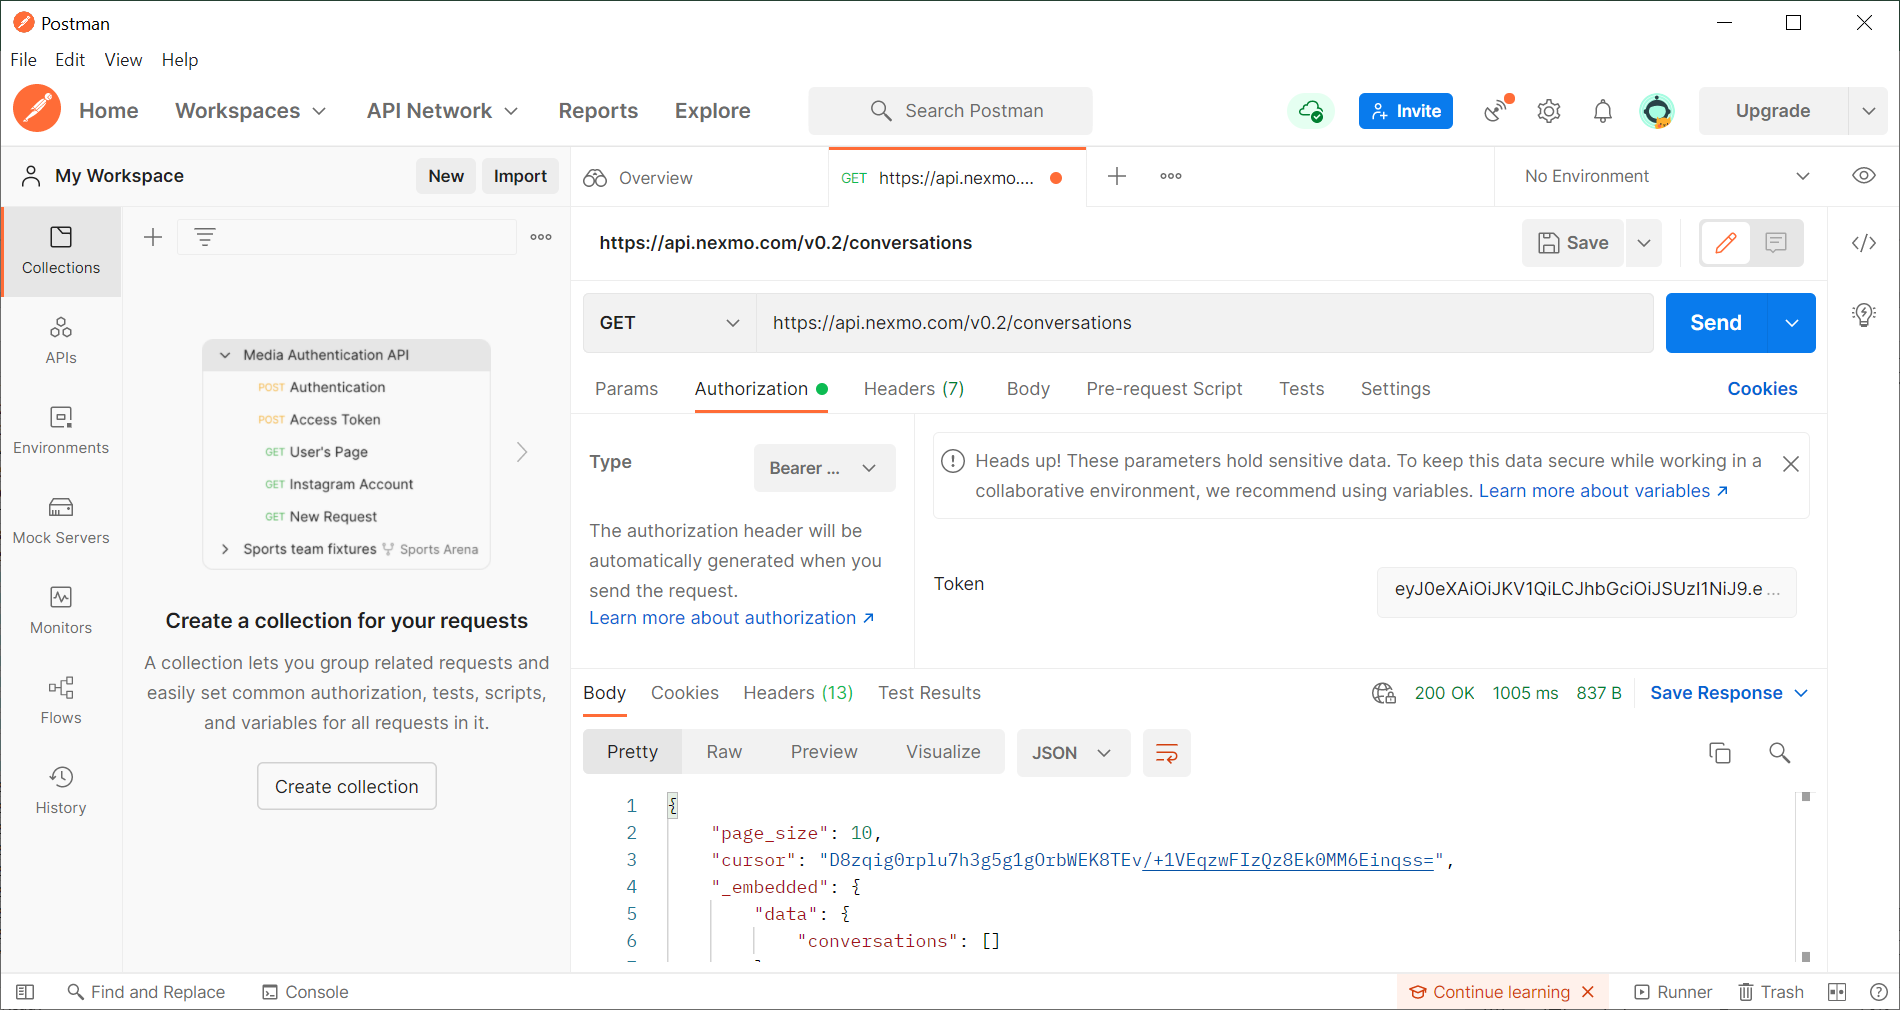 Postman
File Edit View Help
Home Workspaces API Network Reports Explore Search Postman Invite Upgrade
My Workspace New Import Overview GET https://api.nexmo.... No Environment
Collections
APIs
Environments
Mock Servers
Monitors
Flows
History
Media Authentication API
POST Authentication
POST Access Token
GET User's Page
GET Instagram Account
GET New Request
Sports team fixtures Sports Arena
Create a collection for your requests
A collection lets you group related requests and
easily set common authorization, tests, scripts,
and variables for all requests in it.
Create collection
https://api.nexmo.com/v0.2/conversations Save
GET https://api.nexmo.com/v0.2/conversations Send
Params Authorization Headers (7) Body Pre-request Script Tests Settings Cookies
Type Bearer ...
The authorization header will be
automatically generated when you
send the request.
Learn more about authorization ↗
Heads up! These parameters hold sensitive data. To keep this data secure while working in a
collaborative environment, we recommend using variables. Learn more about variables ↗
Token eyJ0eXAiOiJKV1QiLCJhbGciOiJSUzI1NiJ9.e ...
Body Cookies Headers (13) Test Results 200 OK 1005 ms 837 B Save Response
Pretty Raw Preview Visualize JSON
1 {
2 "page_size": 10,
3 "cursor": "D8zqig0rplu7h3g5g1gOrbWEK8TEv/+1VEqzwFIzQz8Ek0MM6Einqss=",
4 "_embedded": {
5 "data": {
6 "conversations": []
Find and Replace Console Continue learning Runner Trash